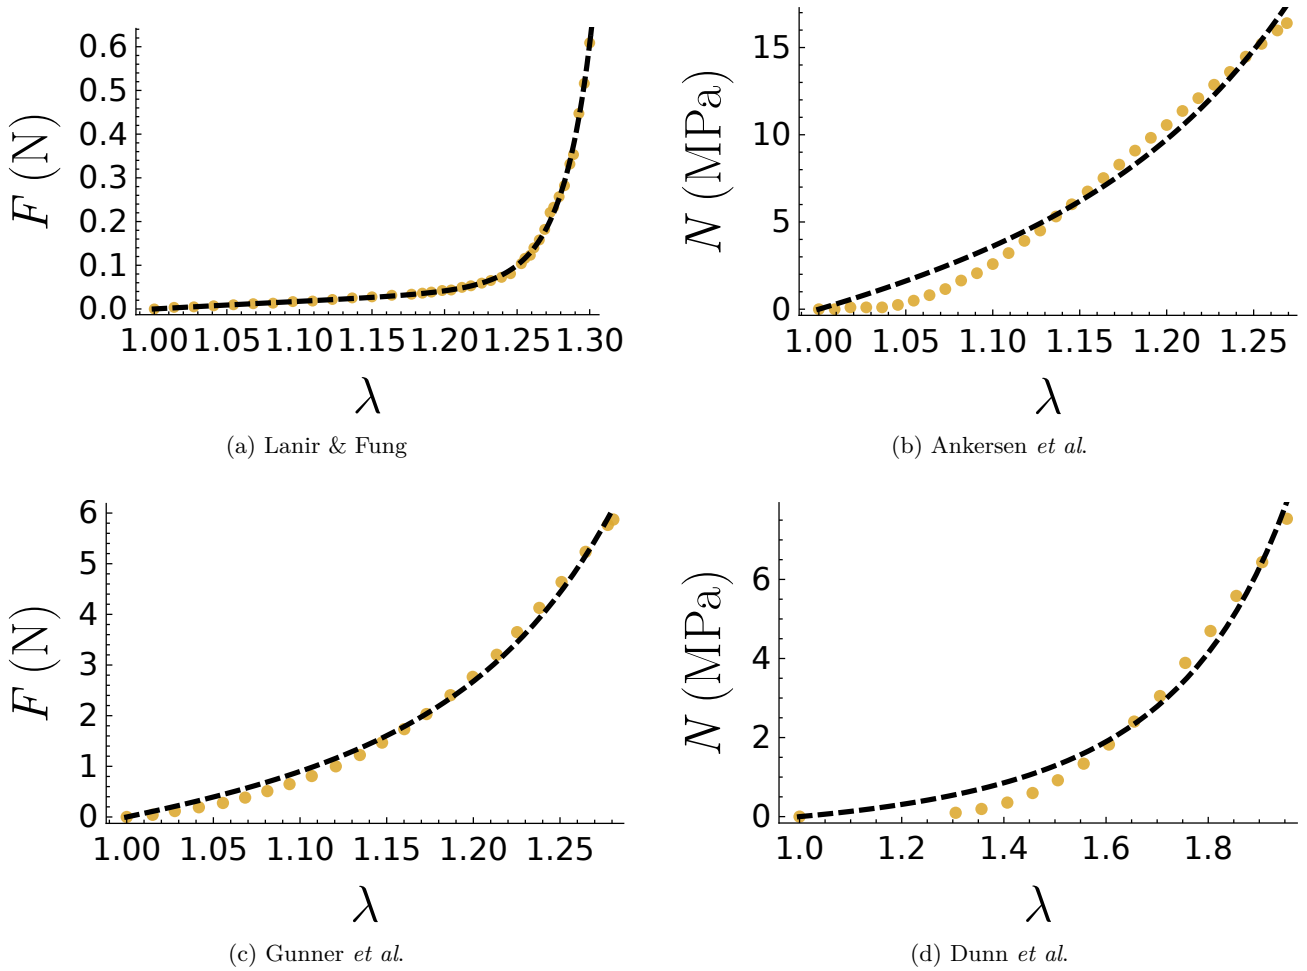 F (N)
0.6
0.5
0.4
0.3
0.2
0.1
0.0
1.00 1.05 1.10 1.15 1.20 1.25 1.30
λ
(a) Lanir & Fung
N (MPa)
15
10
5
0
1.00 1.05 1.10 1.15 1.20 1.25
λ
(b) Ankersen et al.
F (N)
6
5
4
3
2
1
0
1.00 1.05 1.10 1.15 1.20 1.25
λ
(c) Gunner et al.
N (MPa)
6
4
2
0
1.0 1.2 1.4 1.6 1.8
λ
(d) Dunn et al.